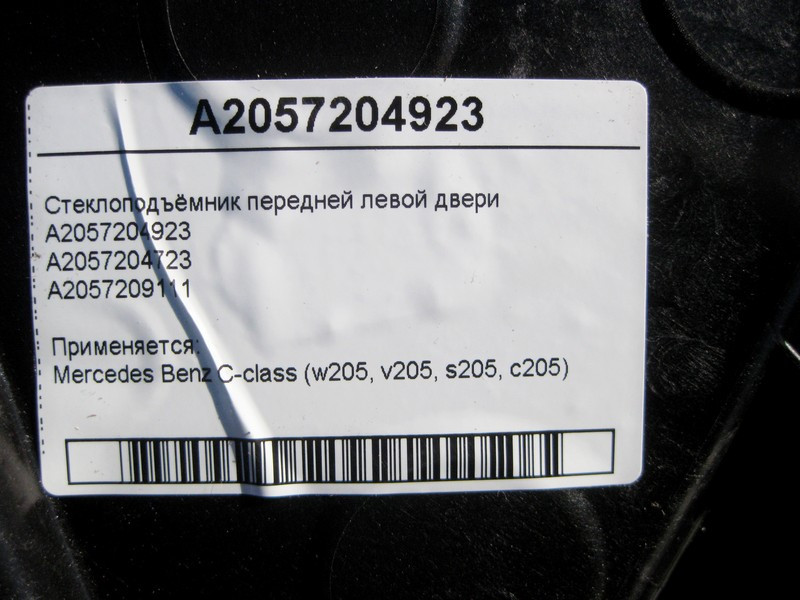 A2057204923
Стеклоподъёмник передней левой двери
A2057204923
A2057204723
A2057209111
Применяется:
Mercedes Benz C-class (w205, v205, s205, c205)